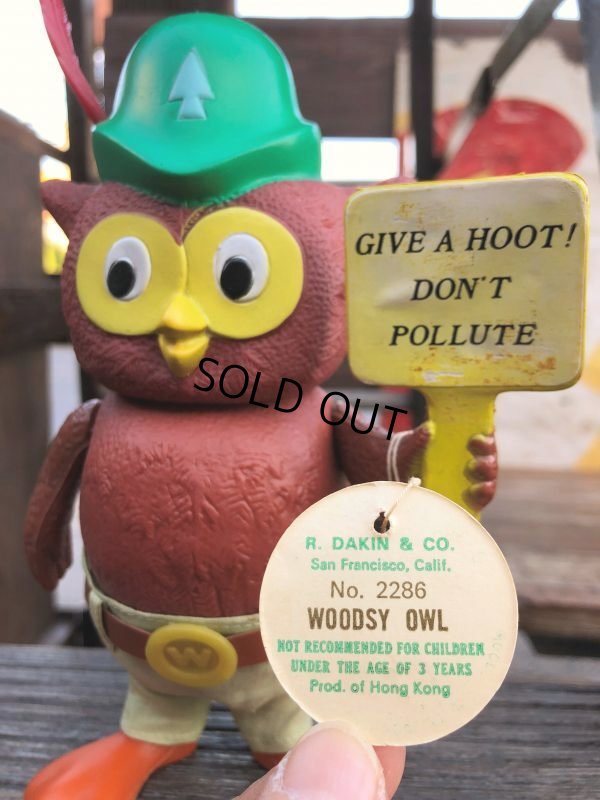 GIVE A HOOT!
DON'T
POLLUTE
SOLD OUT
R. DAKIN & CO.
San Francisco, Calif.
No. 2286
WOODSY OWL
NOT RECOMMENDED FOR CHILDREN
UNDER THE AGE OF 3 YEARS
Prod. of Hong Kong
W